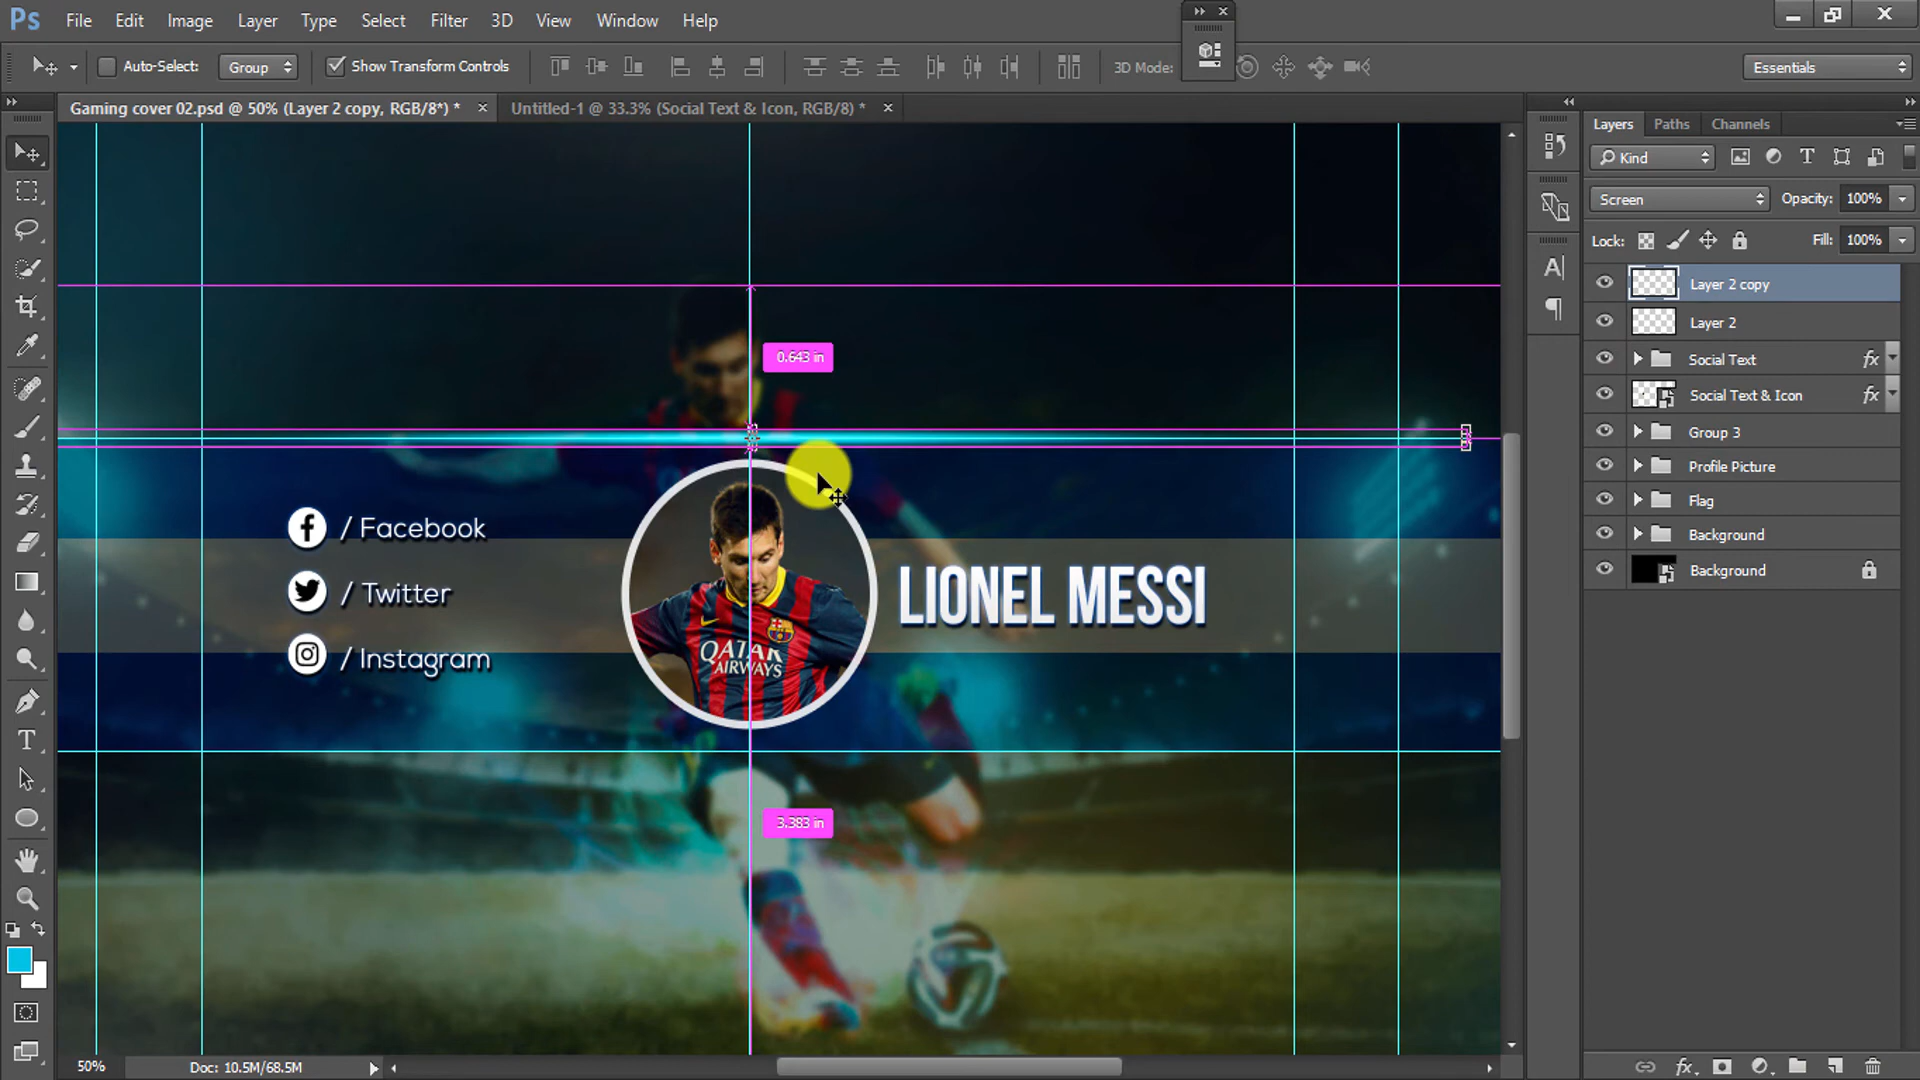 Ps File Edit Image Layer Type Select Filter 3D View Window Help
Auto-Select: Group Show Transform Controls 3D Mode: Essentials
Gaming cover 02.psd @ 50% (Layer 2 copy, RGB/8*) * Untitled-1 @ 33.3% (Social Text & Icon, RGB/8) *
Layers Paths Channels
Kind
Screen Opacity: 100%
Lock: Fill: 100%
Layer 2 copy
Layer 2
Social Text fx
Social Text & Icon fx
Group 3
Profile Picture
Flag
Background
Background
0.643 in
/ Facebook
/ Twitter
/ Instagram
QATAR
AIRWAYS
LIONEL MESSI
3.383 in
50% Doc: 10.5M/68.5M